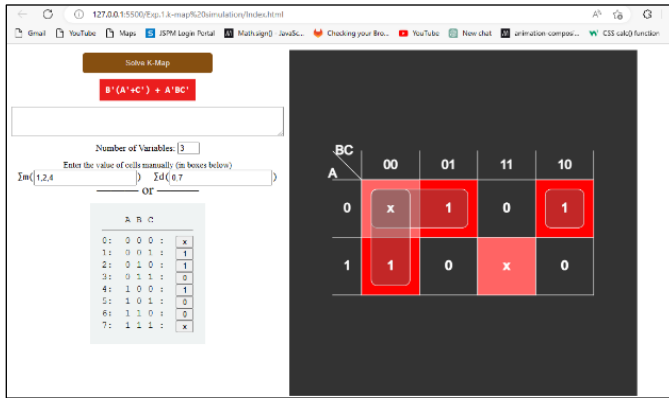 127.0.0.1:5500/Exp.1.k-map%20simulation/Index.html
Gmail YouTube Maps JSPM Login Portal Math.sign() - JavaSc... Checking your Bro... YouTube New chat animation-composi... CSS calc() function
Solve K-Map
B'(A'+C') + A'BC'
Number of Variables: 3
Enter the value of cells manually (in boxes below)
∑m( 1,2,4 ) ∑d( 0,7 )
or
A B C
0: 0 0 0 : x
1: 0 0 1 : 1
2: 0 1 0 : 1
3: 0 1 1 : 0
4: 1 0 0 : 1
5: 1 0 1 : 0
6: 1 1 0 : 0
7: 1 1 1 : x
BC
A 00 01 11 10
0 x 1 0 1
1 1 0 x 0